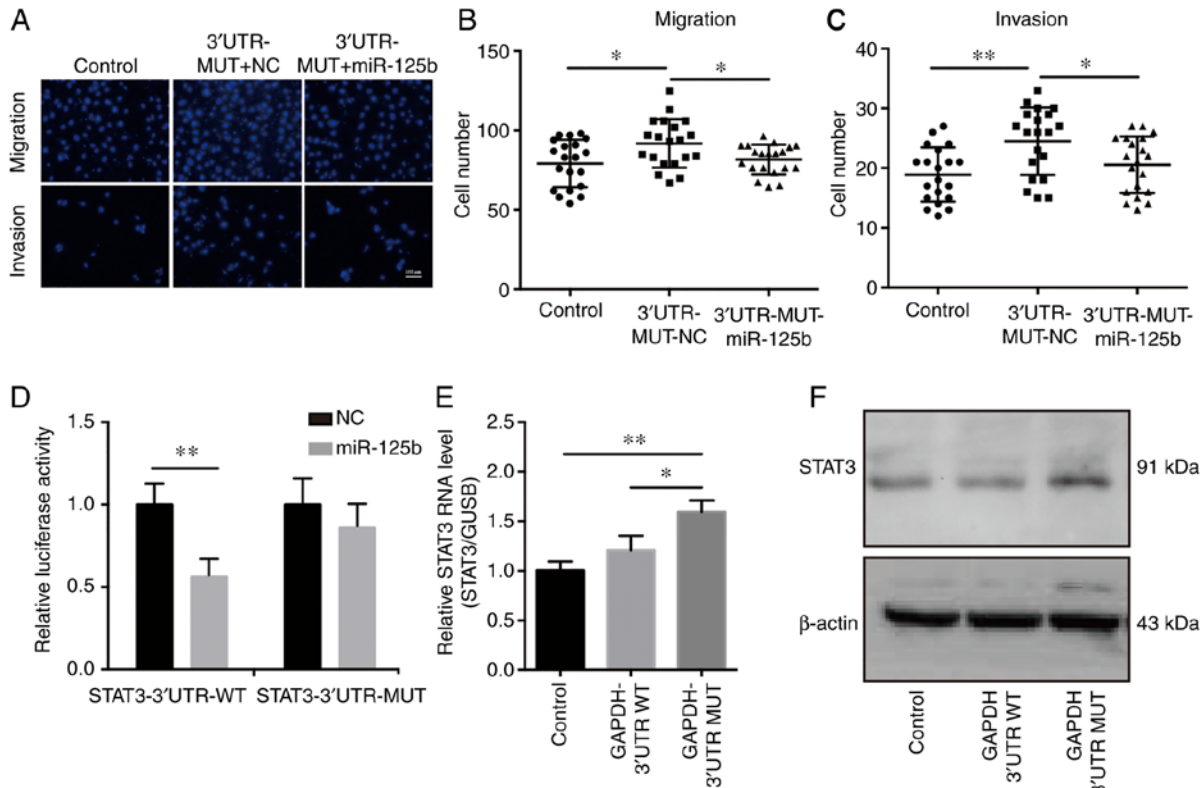 A
Control
3′UTR-
MUT+NC
3′UTR-
MUT+miR-125b
Migration
Invasion
B
Migration
Cell number
150
100
50
0
*
*
Control
3′UTR-
MUT-NC
3′UTR-MUT-
miR-125b
C
Invasion
Cell number
40
30
20
10
0
**
*
Control
3′UTR-
MUT-NC
3′UTR-MUT-
miR-125b
D
Relative luciferase activity
1.5
1.0
0.5
0.0
**
NC
miR-125b
STAT3-3′UTR-WT
STAT3-3′UTR-MUT
E
Relative STAT3 RNA level
(STAT3/GUSB)
2.5
2.0
1.5
1.0
0.5
0.0
**
*
Control
GAPDH-
3′UTR WT
GAPDH-
3′UTR MUT
F
STAT3
91 kDa
β-actin
43 kDa
Control
GAPDH
3′UTR WT
GAPDH
3′UTR MUT